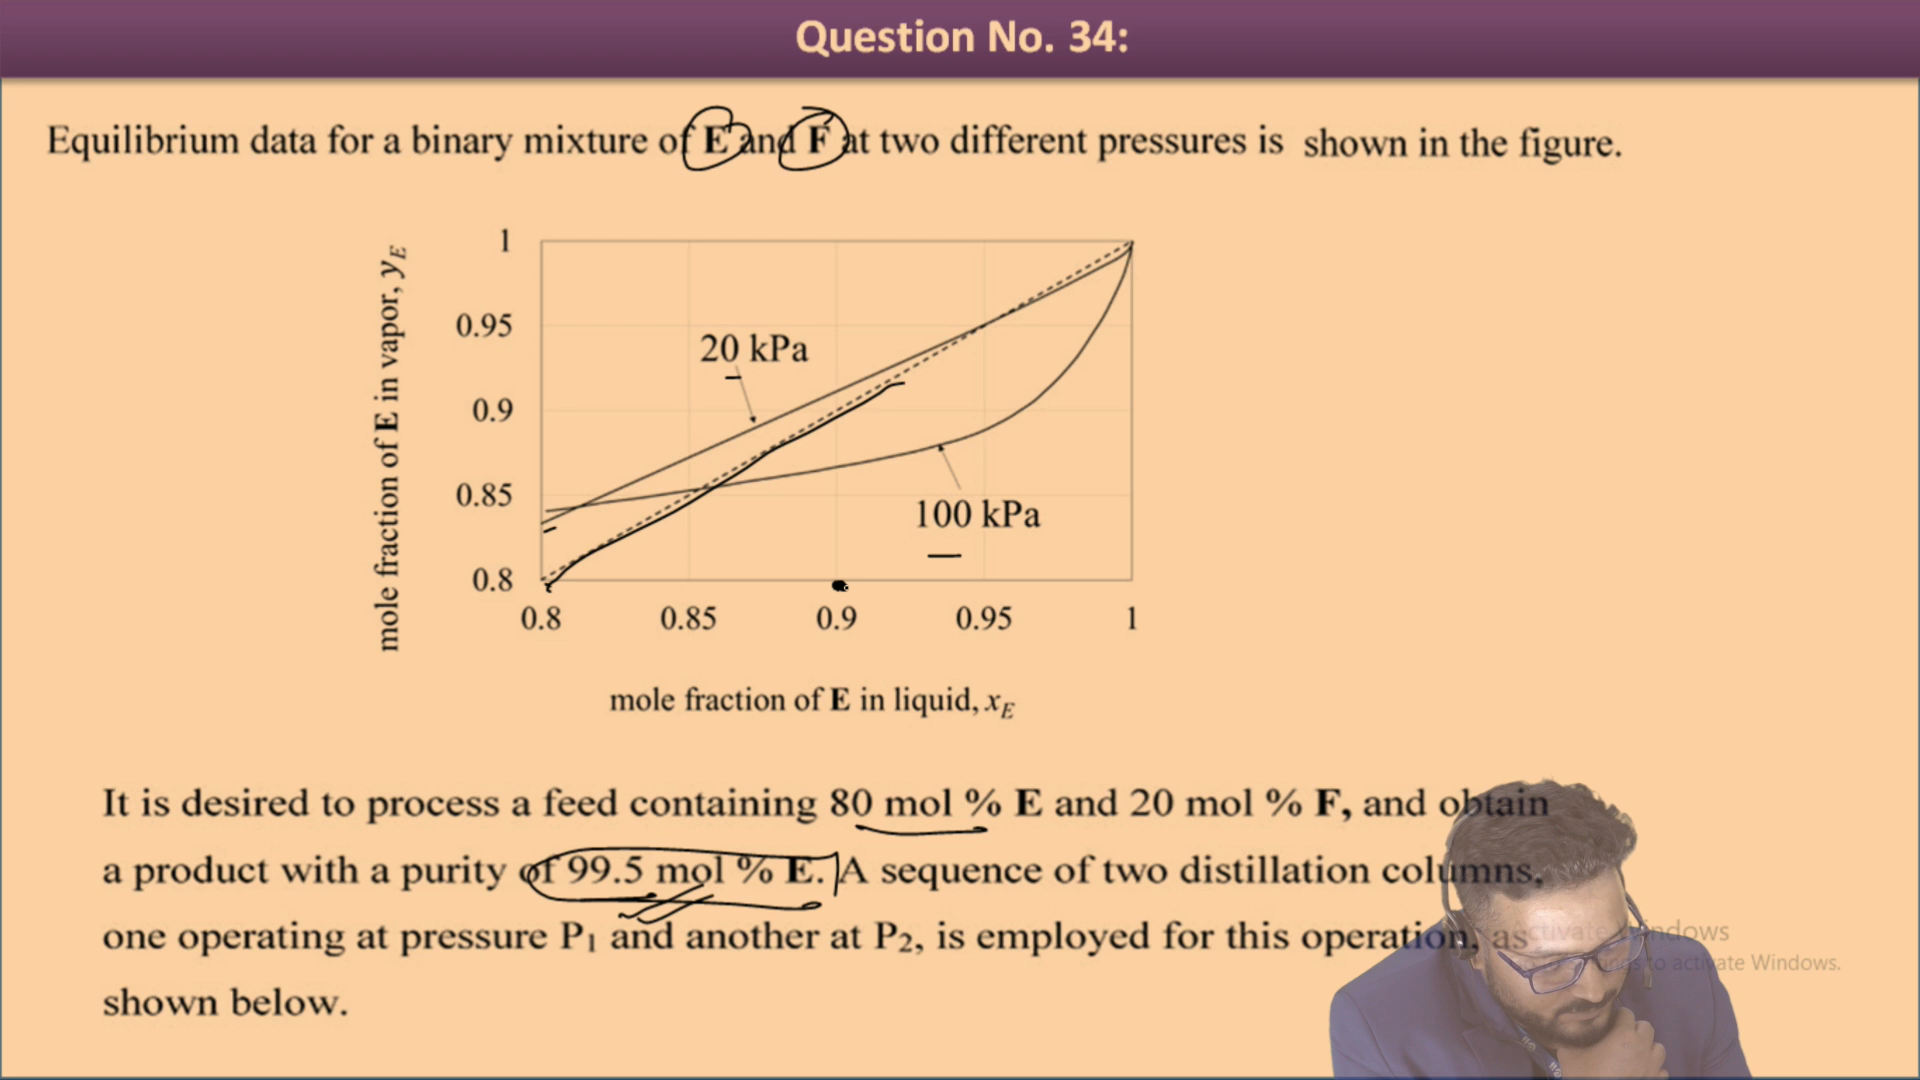 Question No. 34:
Equilibrium data for a binary mixture of E and F at two different pressures is shown in the figure.
mole fraction of E in vapor, yE
1
0.95
0.9
0.85
0.8
20 kPa
100 kPa
0.8 0.85 0.9 0.95 1
mole fraction of E in liquid, xE
It is desired to process a feed containing 80 mol % E and 20 mol % F, and obtain
a product with a purity of 99.5 mol % E. A sequence of two distillation columns,
one operating at pressure P1 and another at P2, is employed for this operation, as
shown below.
to activate Windows.